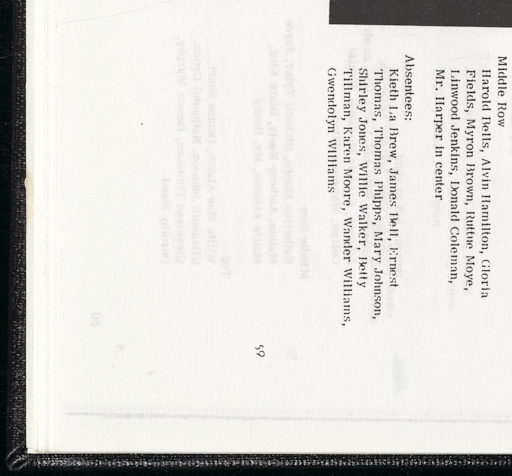 Middle Row
Harold Bells, Alvin Hamilton, Gloria
Fields, Myron Brown, Ruttue Moye,
Linwood Jenkins, Donald Coleman,
Mr. Harper in center
Absentees:
Kieth La Brew, James Bell, Ernest
Thomas, Thomas Phipps, Mary Johnson,
Shirley Jones, Willie Walker, Betty
Tillman, Karen Moore, Wander Williams,
Gwendolyn Williams
59